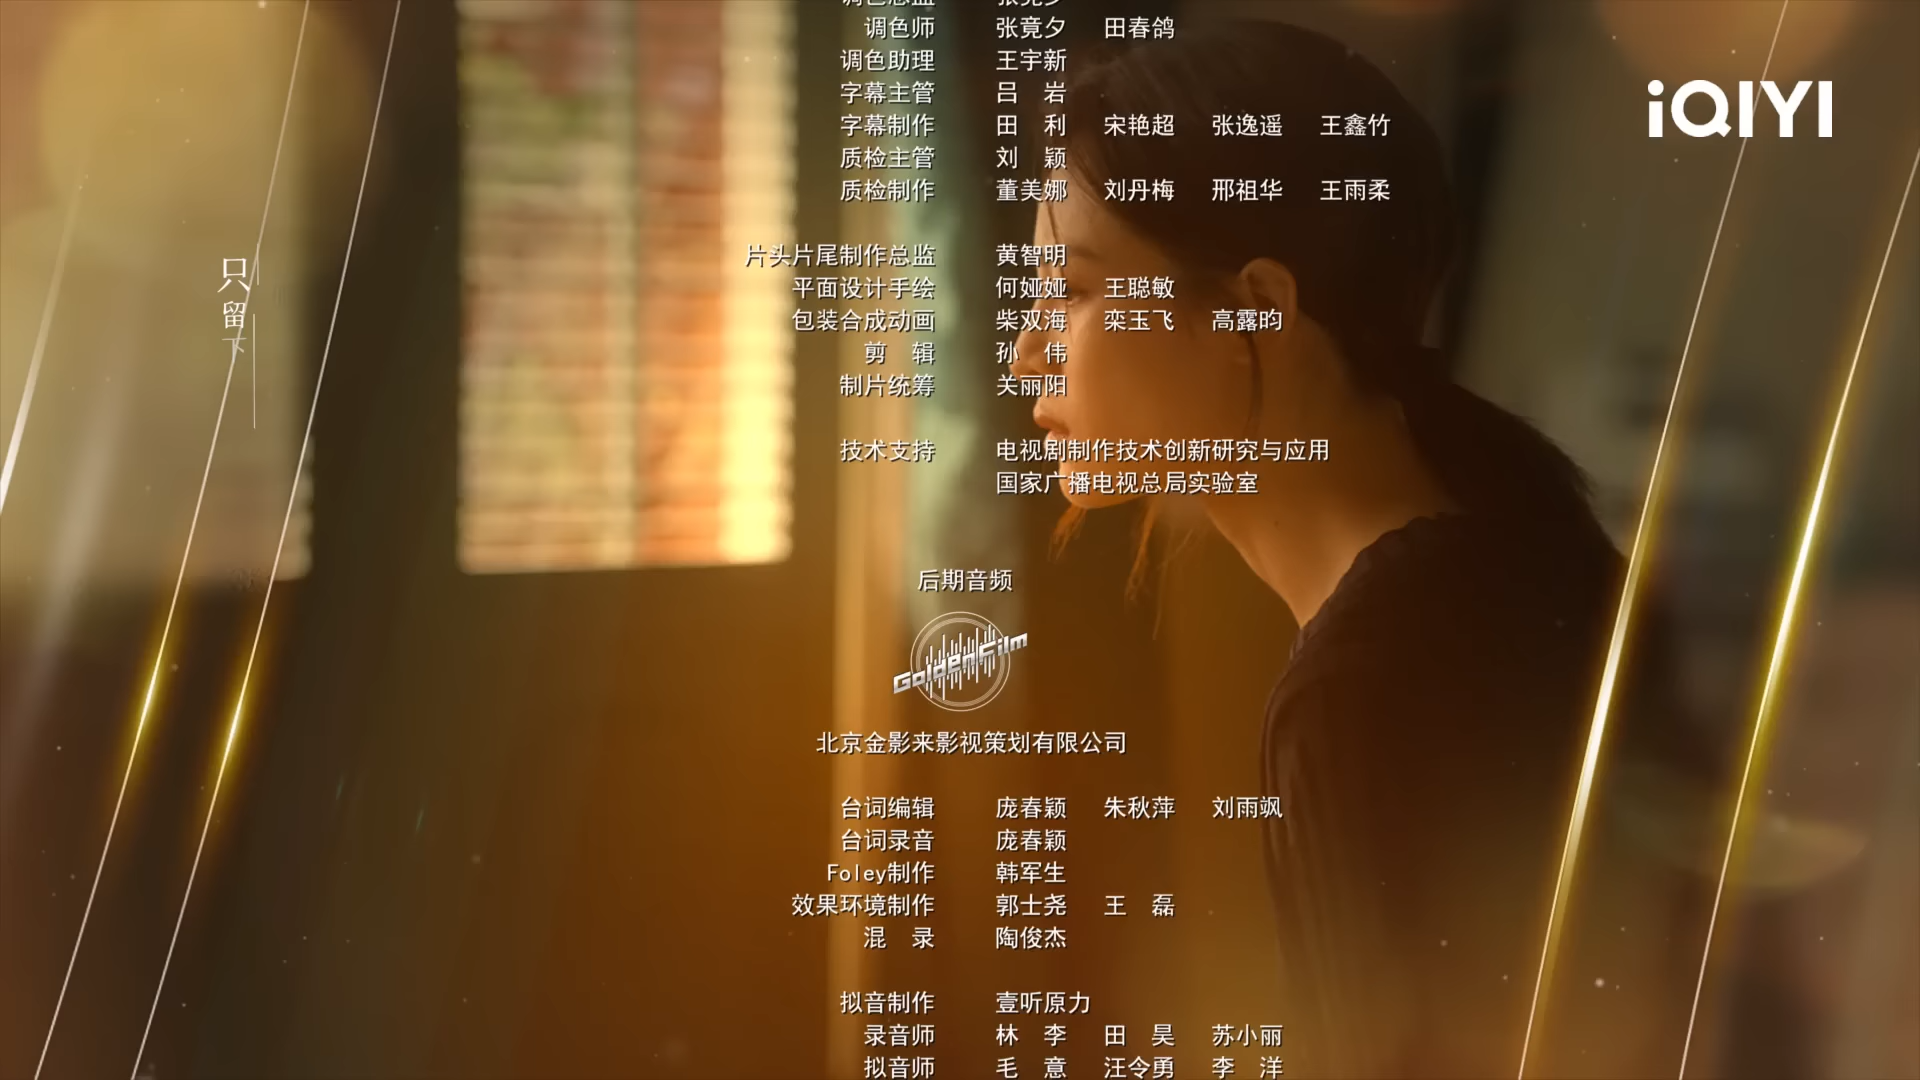 调色师 张竟夕 田春鸽
调色助理 王宇新
字幕主管 吕 岩
字幕制作 田 利 宋艳超 张逸遥 王鑫竹
质检主管 刘 颖
质检制作 董美娜 刘丹梅 邢祖华 王雨柔
iQIYI
片头片尾制作总监 黄智明
平面设计手绘 何娅娅 王聪敏
包装合成动画 柴双海 栾玉飞 高露昀
剪 辑 孙 伟
制片统筹 关丽阳
只留下
技术支持 电视剧制作技术创新研究与应用
国家广播电视总局实验室
后期音频
GoldenFilm
北京金影来影视策划有限公司
台词编辑 庞春颖 朱秋萍 刘雨飒
台词录音 庞春颖
Foley制作 韩军生
效果环境制作 郭士尧 王 磊
混 录 陶俊杰
拟音制作 壹听原力
录音师 林 李 田 昊 苏小丽
拟音师 毛 意 汪令勇 李 洋